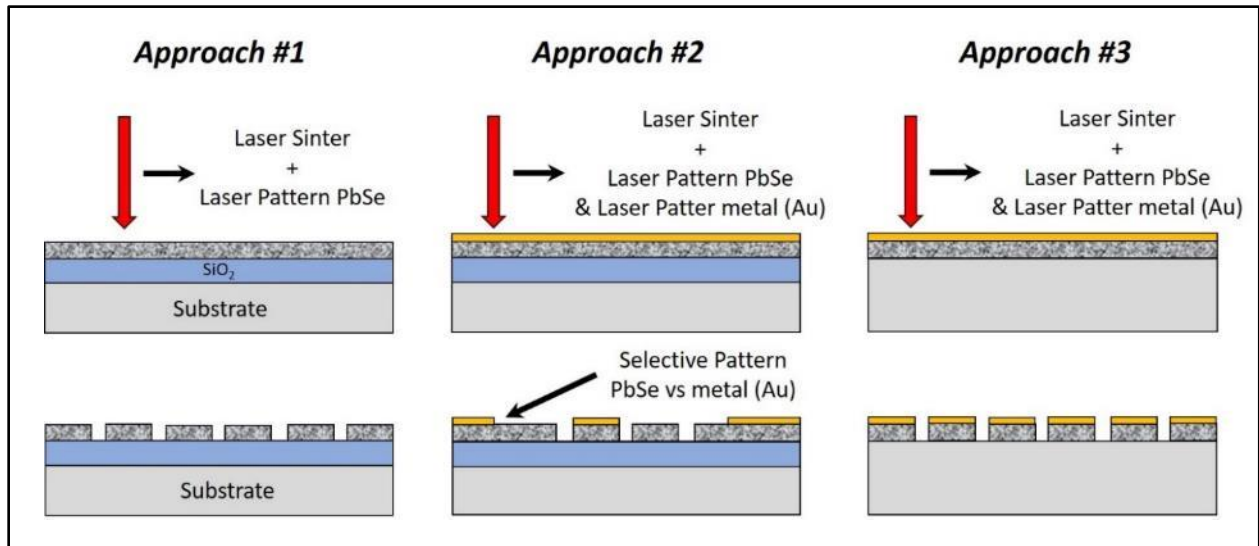 Approach #1
Laser Sinter
+
Laser Pattern PbSe
SiO₂
Substrate
Substrate
Approach #2
Laser Sinter
+
Laser Pattern PbSe
& Laser Patter metal (Au)
Selective Pattern
PbSe vs metal (Au)
Approach #3
Laser Sinter
+
Laser Pattern PbSe
& Laser Patter metal (Au)